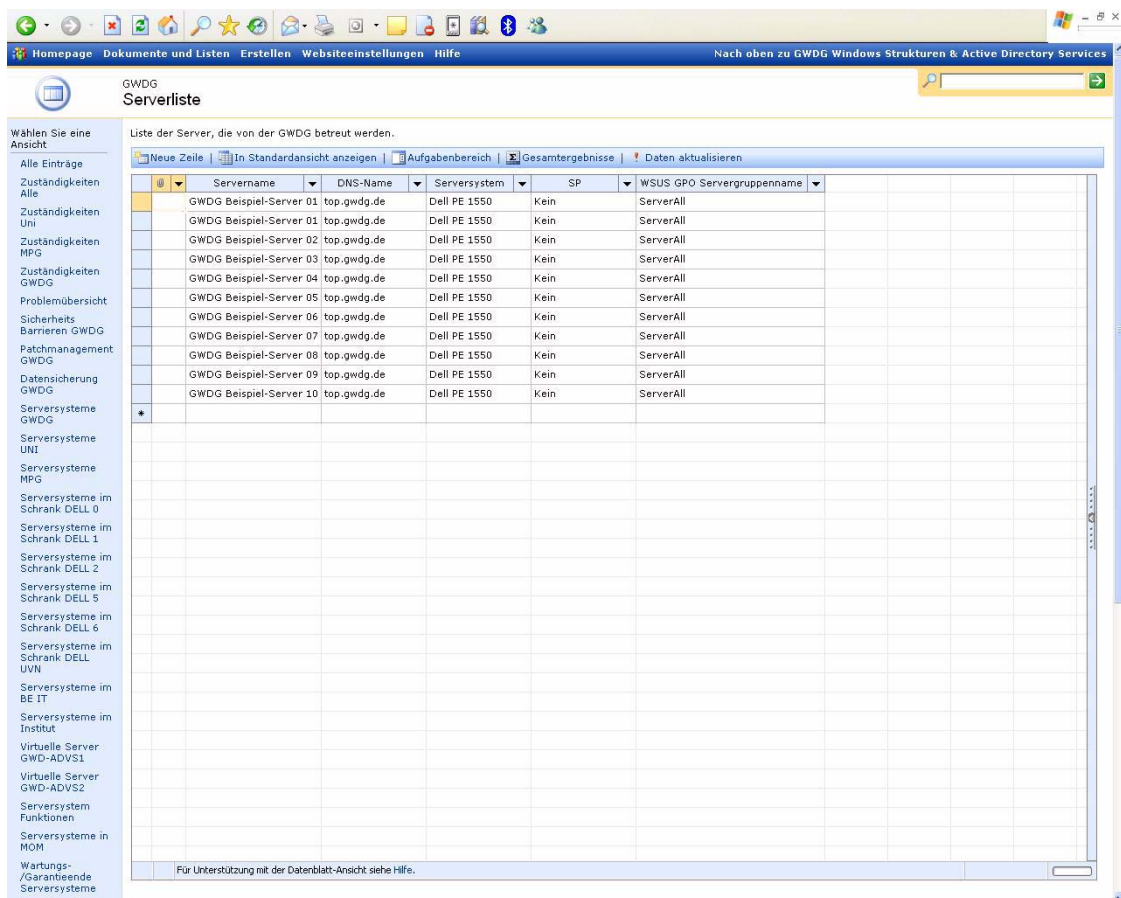 Homepage Dokumente und Listen Erstellen Websiteeinstellungen Hilfe Nach oben zu GWDG Windows Strukturen & Active Directory Services
GWDG
Serverliste
Wählen Sie eine
Ansicht
Alle Einträge
Zuständigkeiten
Alle
Zuständigkeiten
Uni
Zuständigkeiten
MPG
Zuständigkeiten
GWDG
Problemübersicht
Sicherheits
Barrieren GWDG
Patchmanagement
GWDG
Datensicherung
GWDG
Serversysteme
GWDG
Serversysteme
UNI
Serversysteme
MPG
Serversysteme im
Schrank DELL 0
Serversysteme im
Schrank DELL 1
Serversysteme im
Schrank DELL 2
Serversysteme im
Schrank DELL 5
Serversysteme im
Schrank DELL 6
Serversysteme im
Schrank DELL
UVN
Serversysteme im
BE IT
Serversysteme im
Institut
Virtuelle Server
GWD-ADVS1
Virtuelle Server
GWD-ADVS2
Serversystem
Funktionen
Serversysteme in
MOM
Wartungs-
/Garantieende
Serversysteme
Liste der Server, die von der GWDG betreut werden.
Neue Zeile | In Standardansicht anzeigen | Aufgabenbereich | Gesamtergebnisse | Daten aktualisieren
Servername DNS-Name Serversystem SP WSUS GPO Servergruppenname
GWDG Beispiel-Server 01 top.gwdg.de Dell PE 1550 Kein ServerAll
GWDG Beispiel-Server 01 top.gwdg.de Dell PE 1550 Kein ServerAll
GWDG Beispiel-Server 02 top.gwdg.de Dell PE 1550 Kein ServerAll
GWDG Beispiel-Server 03 top.gwdg.de Dell PE 1550 Kein ServerAll
GWDG Beispiel-Server 04 top.gwdg.de Dell PE 1550 Kein ServerAll
GWDG Beispiel-Server 05 top.gwdg.de Dell PE 1550 Kein ServerAll
GWDG Beispiel-Server 06 top.gwdg.de Dell PE 1550 Kein ServerAll
GWDG Beispiel-Server 07 top.gwdg.de Dell PE 1550 Kein ServerAll
GWDG Beispiel-Server 08 top.gwdg.de Dell PE 1550 Kein ServerAll
GWDG Beispiel-Server 09 top.gwdg.de Dell PE 1550 Kein ServerAll
GWDG Beispiel-Server 10 top.gwdg.de Dell PE 1550 Kein ServerAll
*
Für Unterstützung mit der Datenblatt-Ansicht siehe Hilfe.